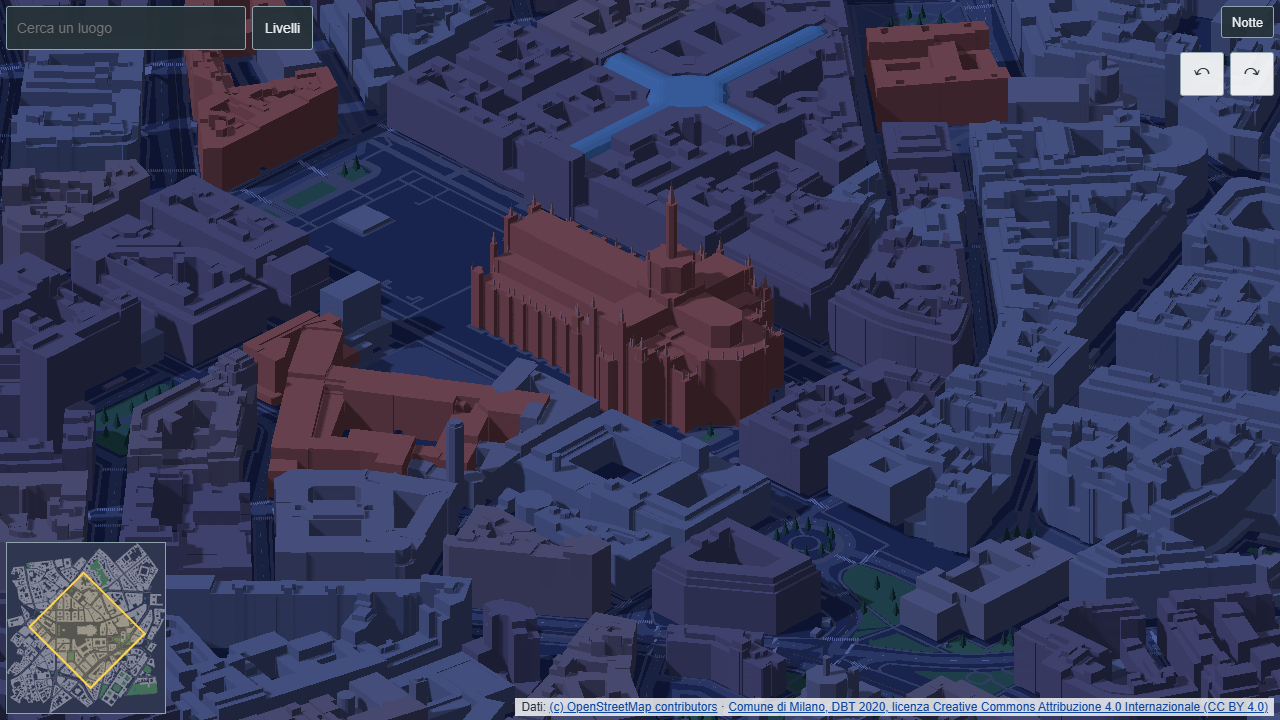 Cerca un luogo
Livelli
Notte
Dati: (c) OpenStreetMap contributors · Comune di Milano, DBT 2020, licenza Creative Commons Attribuzione 4.0 Internazionale (CC BY 4.0)